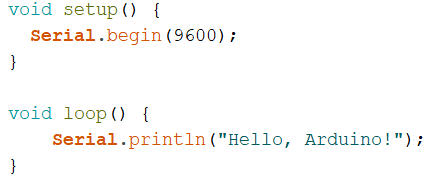 void setup() {
  Serial.begin(9600);
}

void loop() {
    Serial.println("Hello, Arduino!");
}